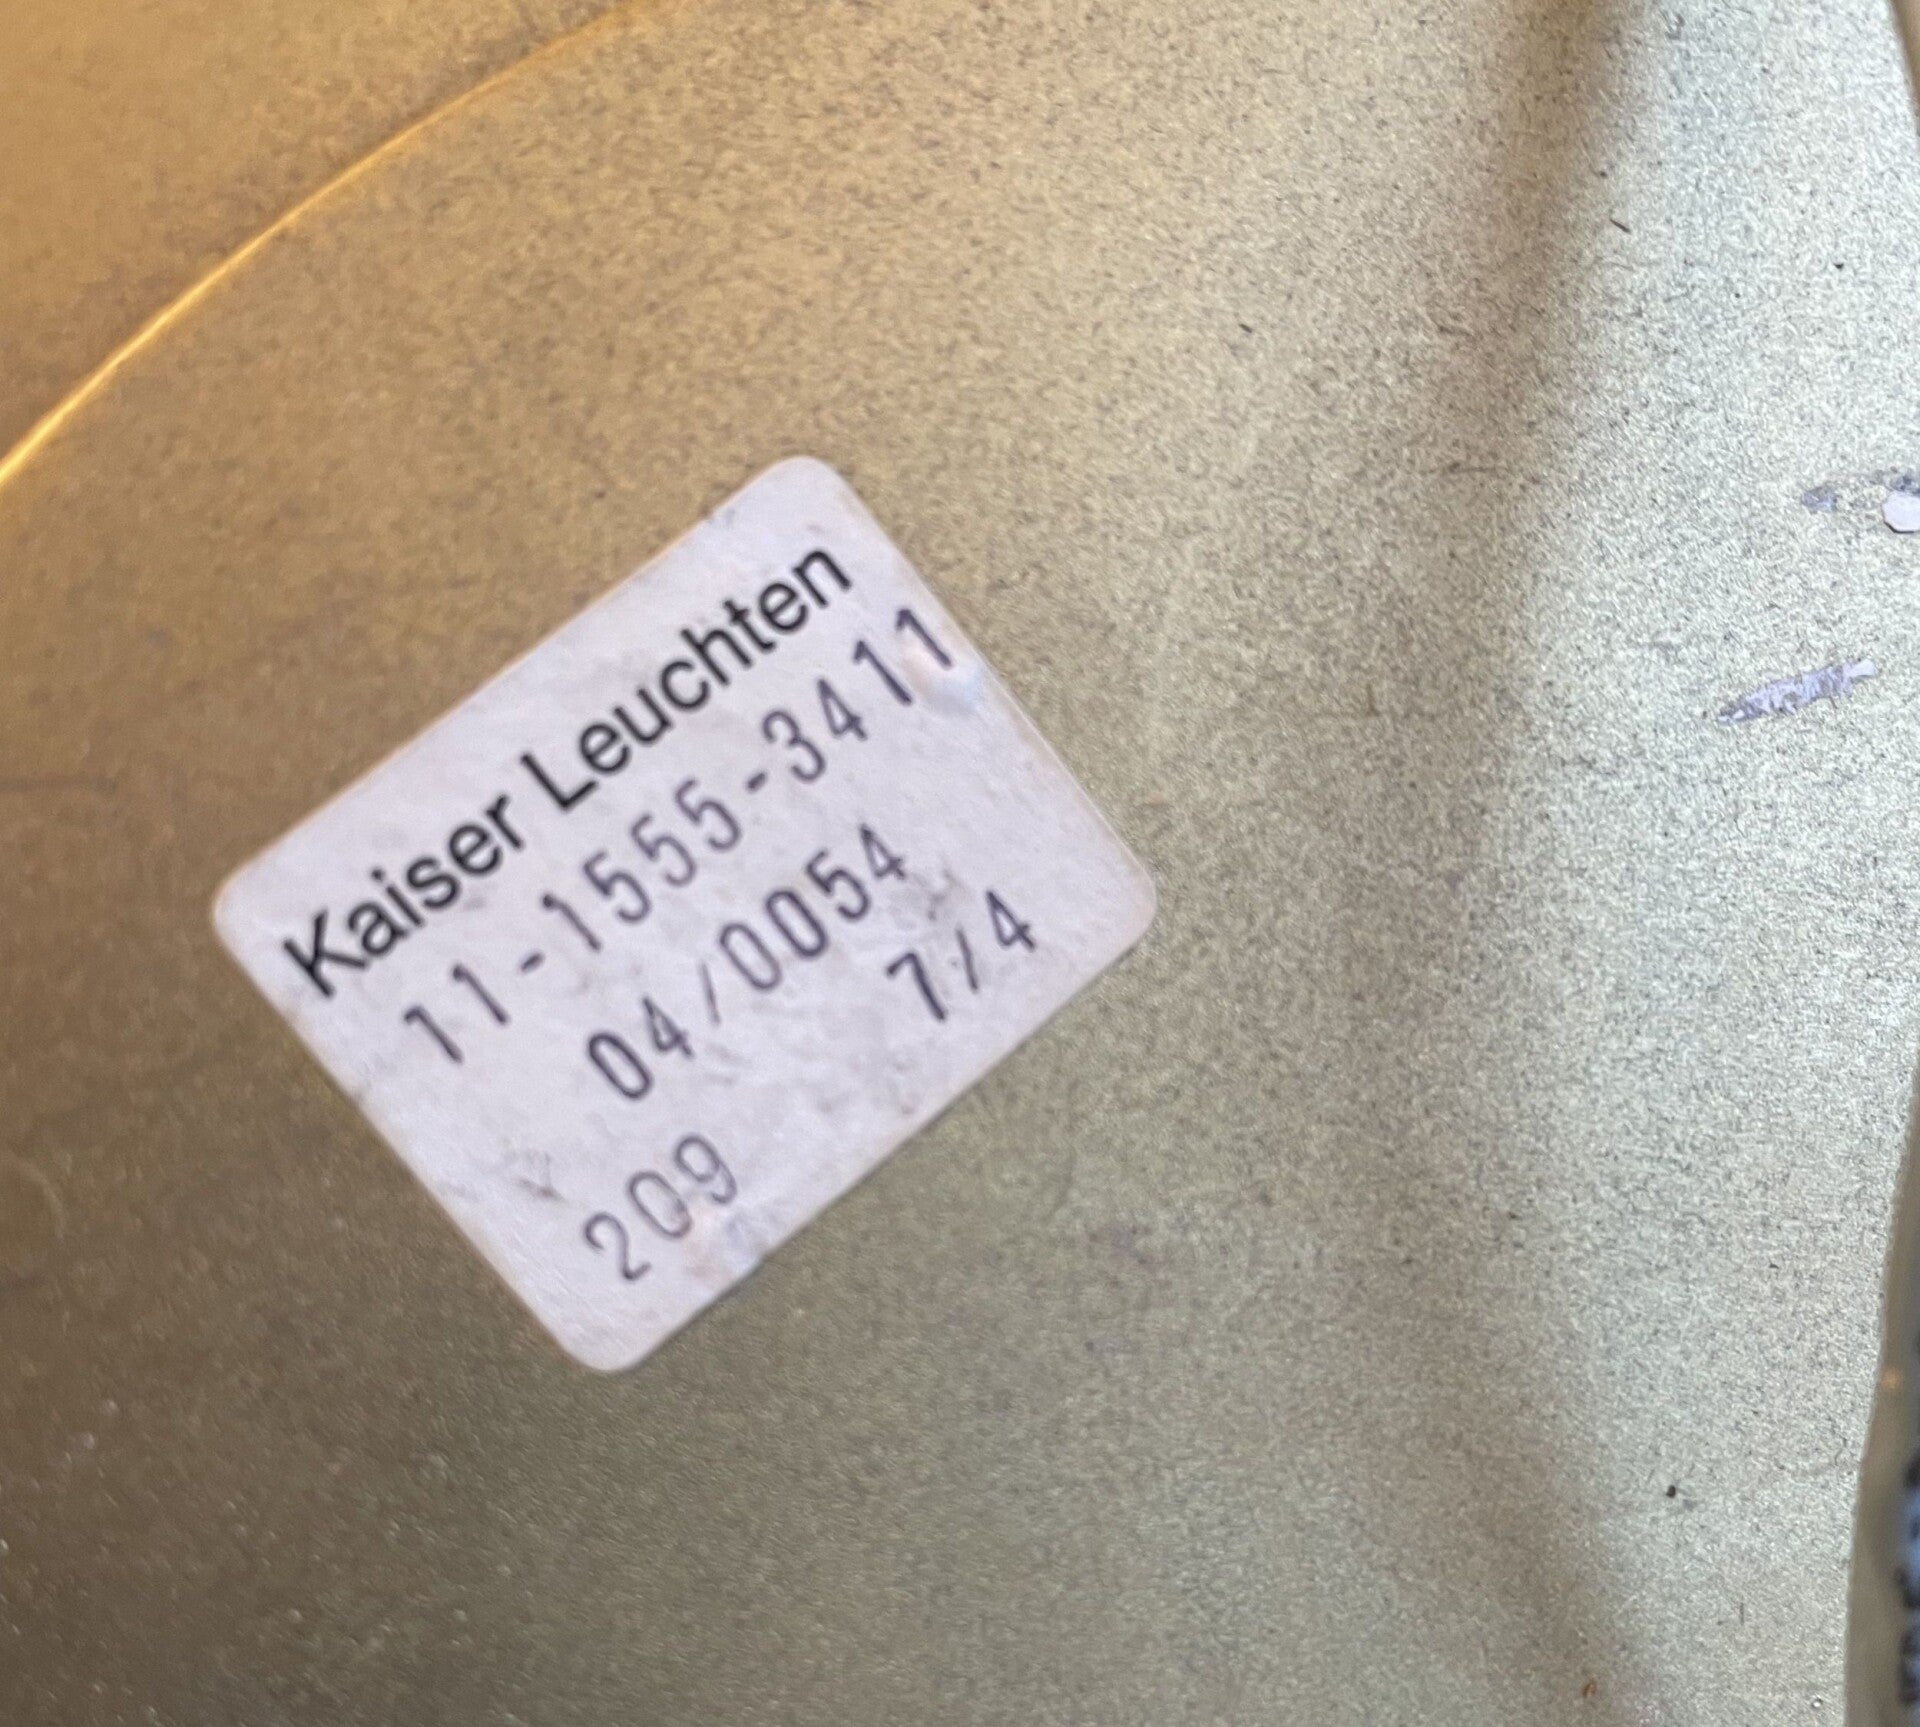 Kaiser Leuchten
11-1555-3411
04/0054
7/4
209